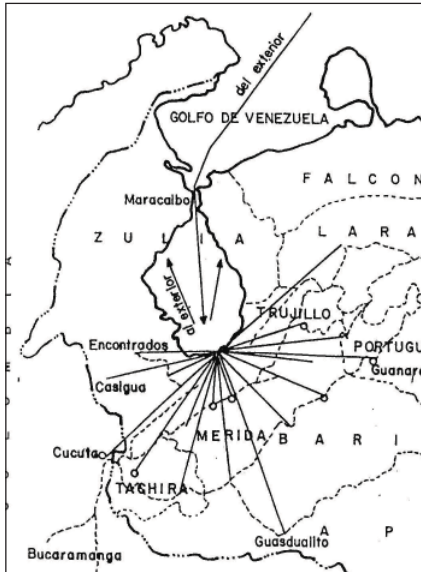 del exterior
GOLFO DE VENEZUELA
Maracaibo
FALCON
ZULIA
LARA
al exterior
TRUJILLO
Encontrados
PORTUGU
Guanare
Casigua
MERIDA
BARI
Cucuta
TACHIRA
Guasdualito
AP
Bucaramanga